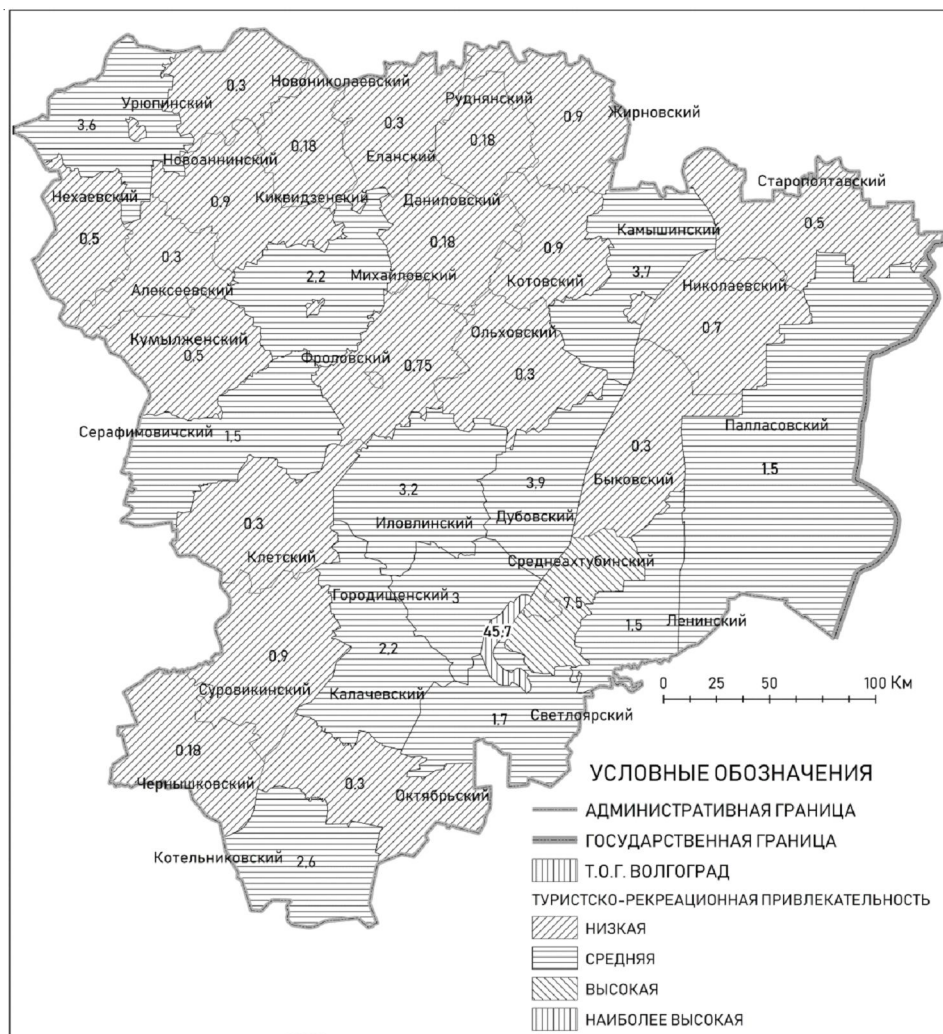 Новониколаевский
0,3
Руднянский
Урюпинский
3,6
0,3
0,9
Жирновский
0,18
0,18
Новоаннинский
Еланский
Старополтавский
Нехаевский
0,9
Киквидзенский
Даниловский
0,5
Камышинский
0,5
0,18
0,9
0,3
2,2
Михайловский
Котовский
3,7
Николаевский
Алексеевский
0,7
Кумылженский
Ольховский
0,5
Фроловский
0,75
0,3
Серафимовичский
1,5
Палласовский
0,3
1,5
Быковский
3,2
3,9
Иловлинский
Дубовский
0,3
Клетский
Среднеахтубинский
Городищенский
3
7,5
45,7
1,5
Ленинский
2,2
0,9
Суровикинский
Калачевский
0 25 50 100 Км
1,7
Светлоярский
0,18
Чернышковский
0,3
Октябрьский
Котельниковский
2,6
УСЛОВНЫЕ ОБОЗНАЧЕНИЯ
АДМИНИСТРАТИВНАЯ ГРАНИЦА
ГОСУДАРСТВЕННАЯ ГРАНИЦА
Т.О.Г. ВОЛГОГРАД
ТУРИСТСКО-РЕКРЕАЦИОННАЯ ПРИВЛЕКАТЕЛЬНОСТЬ
НИЗКАЯ
СРЕДНЯЯ
ВЫСОКАЯ
НАИБОЛЕЕ ВЫСОКАЯ